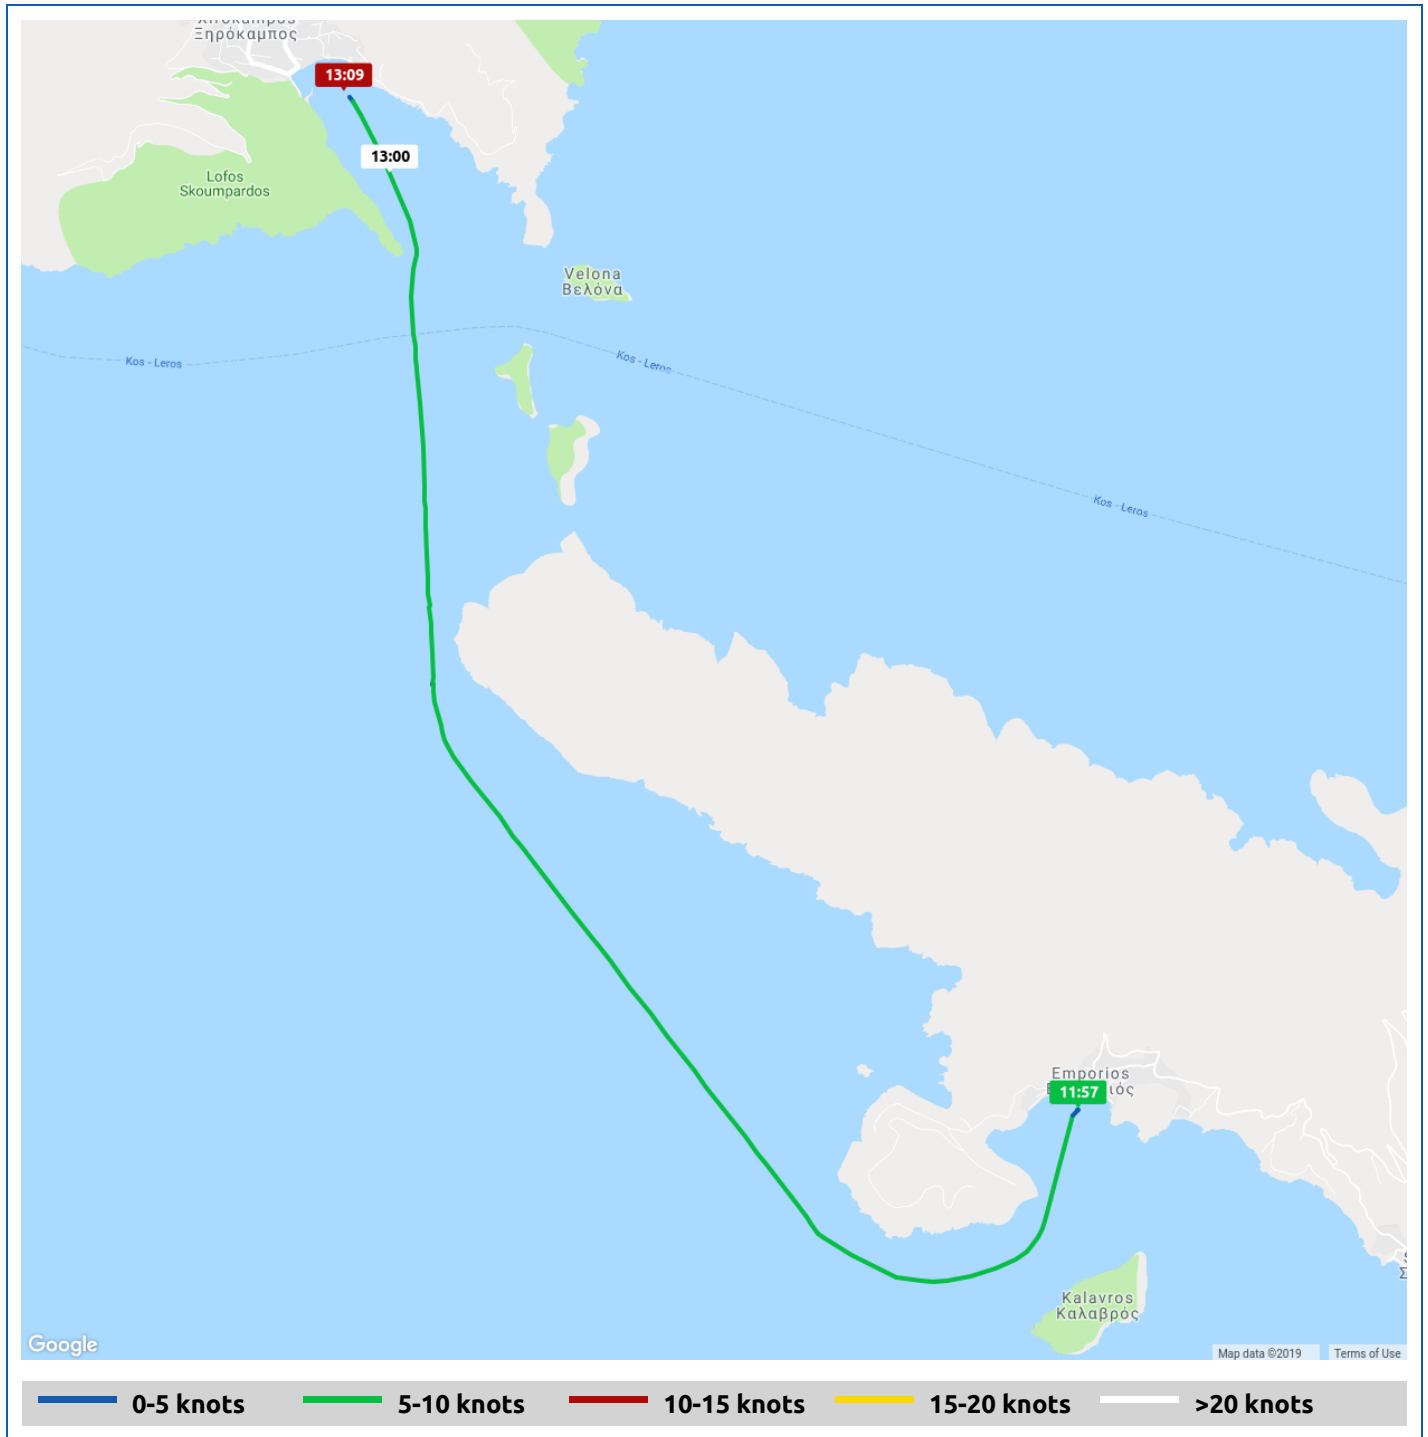 Ξηρόκαμπος
13:09
13:00
Lofos
Skoumpardos
Velona
Βελόνα
Kos - Leros
Kos - Leros
Kos - Leros
Emporios
ιός
11:57
Kalavros
Καλαβρός
Σ
Google
Map data ©2019
Terms of Use
0-5 knots
5-10 knots
10-15 knots
15-20 knots
>20 knots